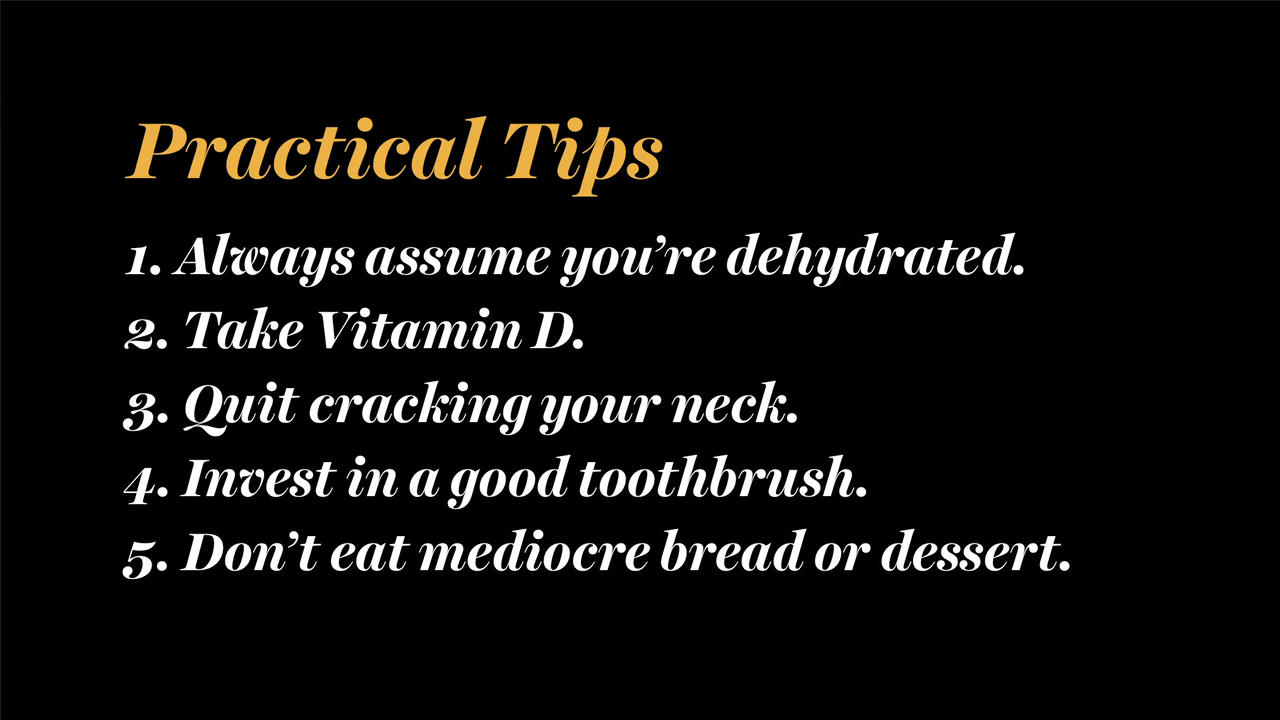 Practical Tips
1. Always assume you’re dehydrated.
2. Take Vitamin D.
3. Quit cracking your neck.
4. Invest in a good toothbrush.
5. Don’t eat mediocre bread or dessert.